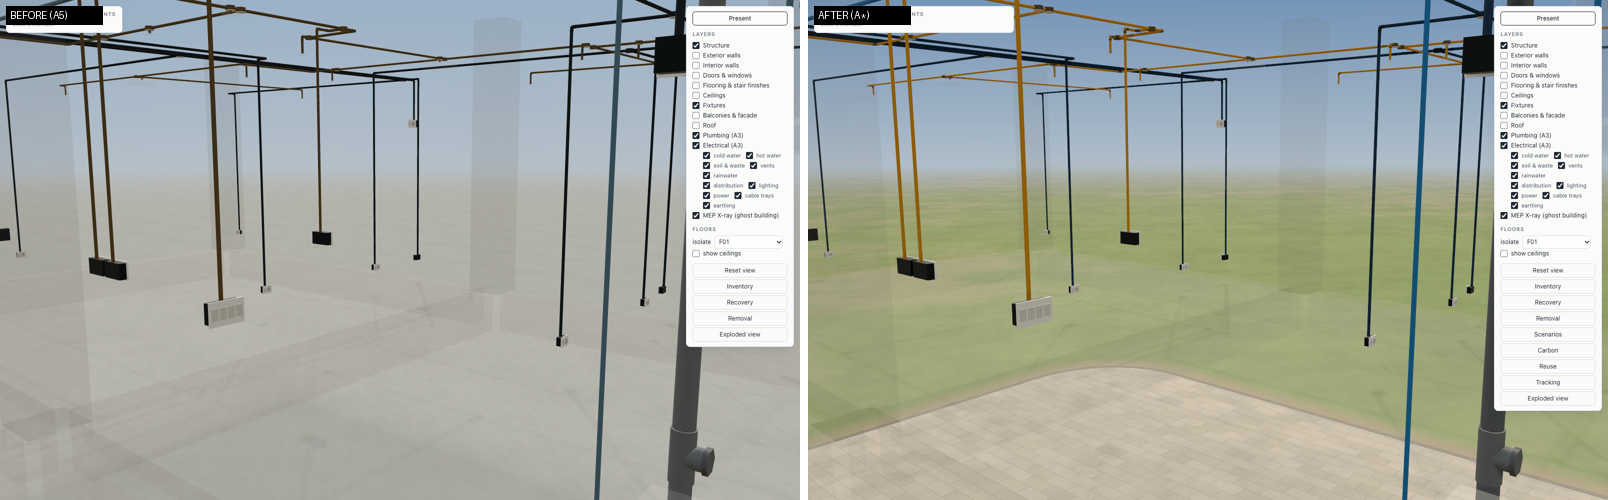 BEFORE (A5)
NTS
Present
LAYERS
Structure
Exterior walls
Interior walls
Doors & windows
Flooring & stair finishes
Ceilings
Fixtures
Balconies & facade
Roof
Plumbing (A3)
Electrical (A3)
cold water hot water
soil & waste vents
rainwater
distribution lighting
power cable trays
earthing
MEP X-ray (ghost building)
FLOORS
isolate F01
show ceilings
Reset view
Inventory
Recovery
Removal
Exploded view
AFTER (A*)
NTS
Present
LAYERS
Structure
Exterior walls
Interior walls
Doors & windows
Flooring & stair finishes
Ceilings
Fixtures
Balconies & facade
Roof
Plumbing (A3)
Electrical (A3)
cold water hot water
soil & waste vents
rainwater
distribution lighting
power cable trays
earthing
MEP X-ray (ghost building)
FLOORS
isolate F01
show ceilings
Reset view
Inventory
Recovery
Removal
Scenarios
Carbon
Reuse
Tracking
Exploded view